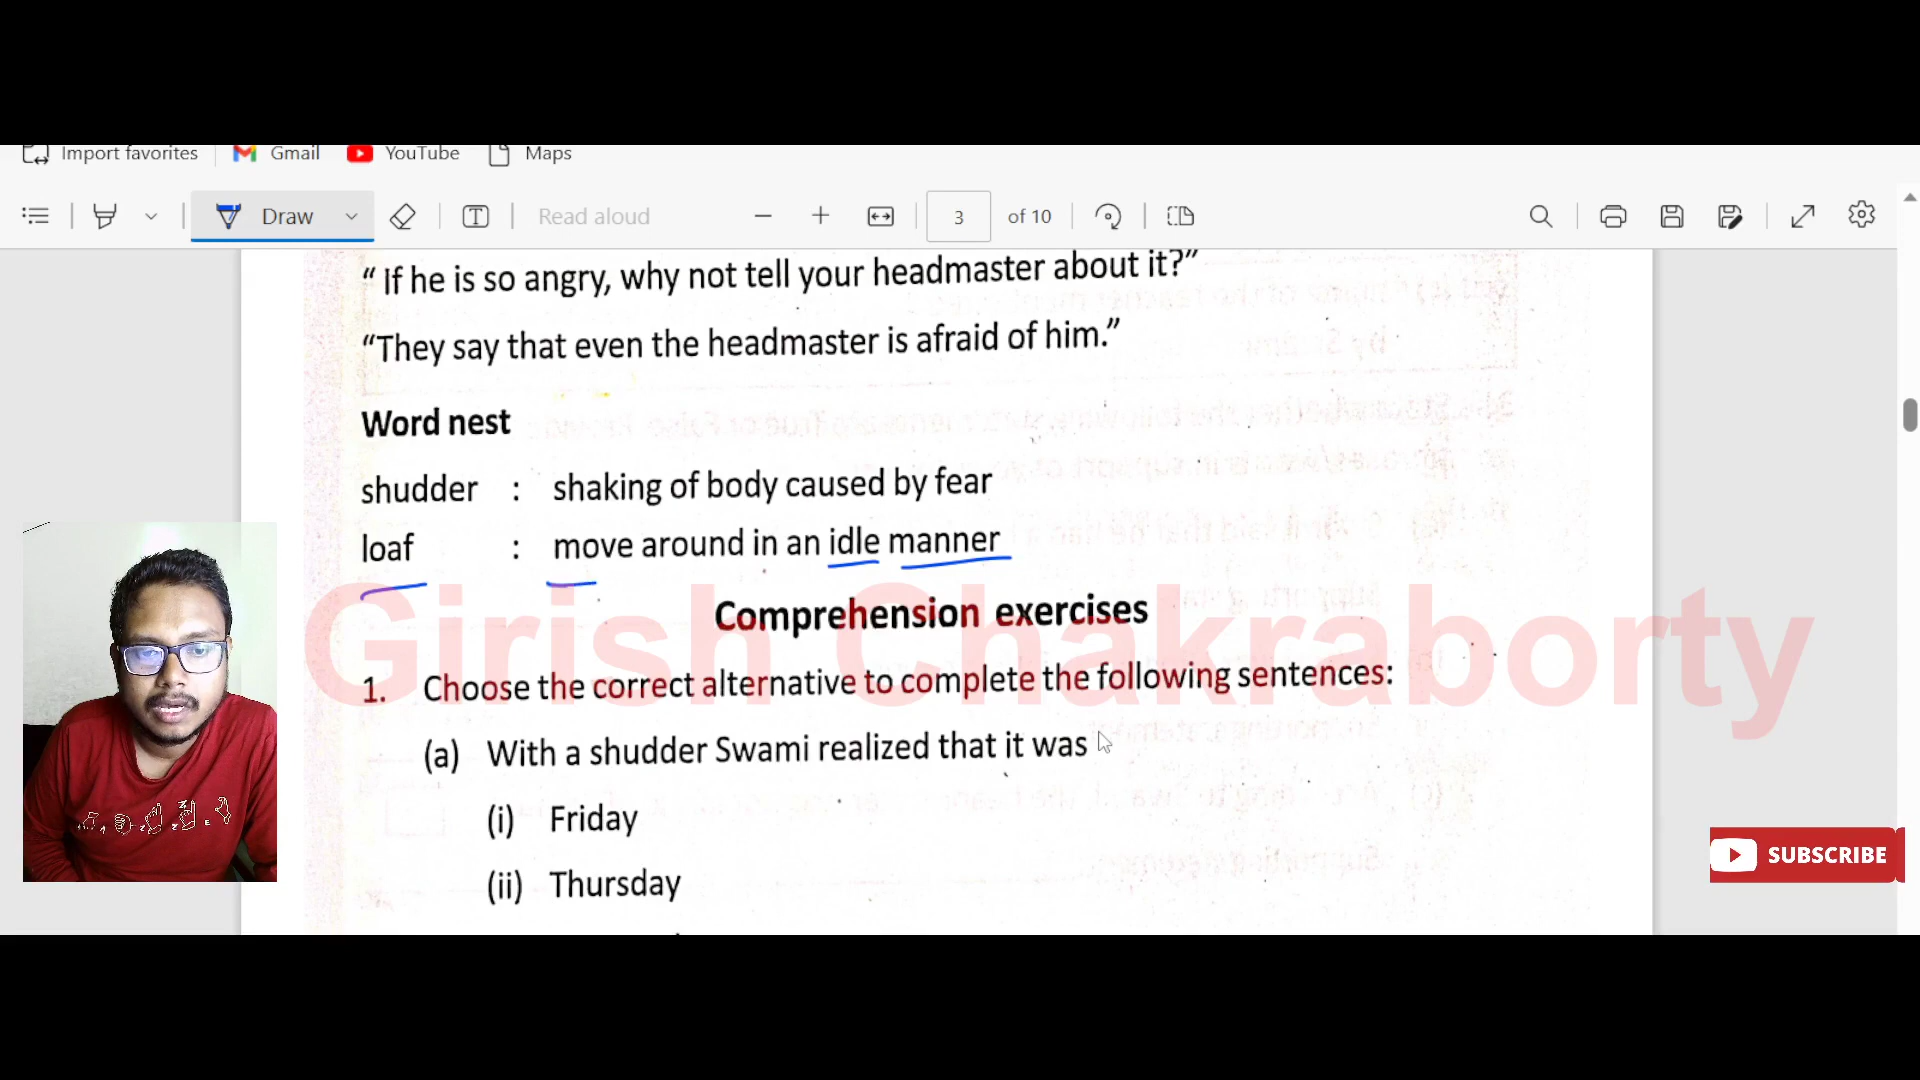 Import favorites Gmail YouTube Maps
Draw Read aloud 3 of 10
“ If he is so angry, why not tell your headmaster about it?”
“They say that even the headmaster is afraid of him.”
Word nest
shudder : shaking of body caused by fear
loaf : move around in an idle manner
Girish Chakraborty
Comprehension exercises
1. Choose the correct alternative to complete the following sentences:
(a) With a shudder Swami realized that it was
(i) Friday
(ii) Thursday
SUBSCRIBE